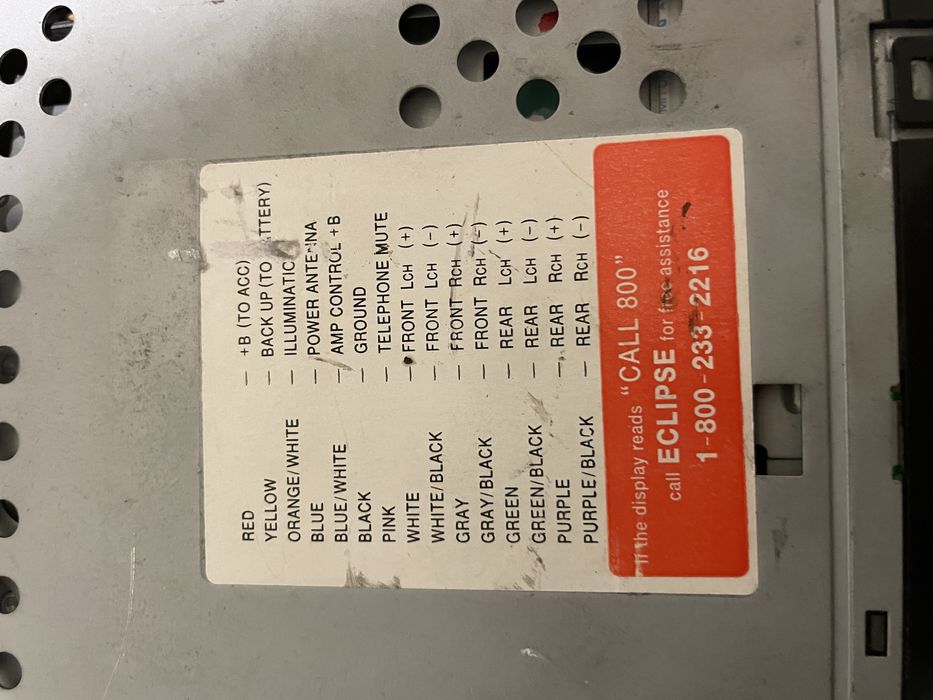 RED — +B (TO ACC)
YELLOW — BACK UP (TO BATTERY)
ORANGE/WHITE — ILLUMINATION
BLUE — POWER ANTENNA
BLUE/WHITE — AMP CONTROL +B
BLACK — GROUND
PINK — TELEPHONE MUTE
WHITE — FRONT LCH (+)
WHITE/BLACK — FRONT LCH (-)
GRAY — FRONT RCH (+)
GRAY/BLACK — FRONT RCH (-)
GREEN — REAR LCH (+)
GREEN/BLACK — REAR LCH (-)
PURPLE — REAR RCH (+)
PURPLE/BLACK — REAR RCH (-)
If the display reads "CALL 800"
call ECLIPSE for free assistance
1-800-233-2216